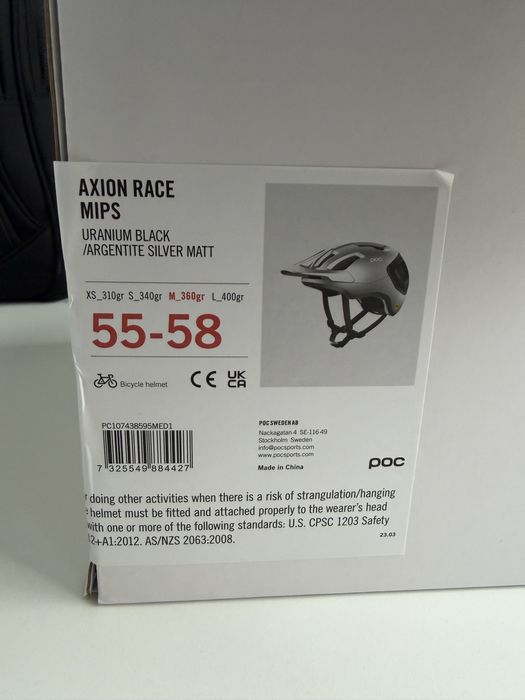 AXION RACE
MIPS
URANIUM BLACK
/ARGENTITE SILVER MATT
XS_310gr S_340gr M_360gr L_400gr
55-58
Bicycle helmet CE UK
CA
PC107438595MED1
7 325549 884427
POC SWEDEN AB
Nackagatan 4 SE-116 49
Stockholm Sweden
info@pocsports.com
www.pocsports.com
Made in China
poc
poc
doing other activities when there is a risk of strangulation/hanging
helmet must be fitted and attached properly to the wearer's head
with one or more of the following standards: U.S. CPSC 1203 Safety
2+A1:2012. AS/NZS 2063:2008.
23.03